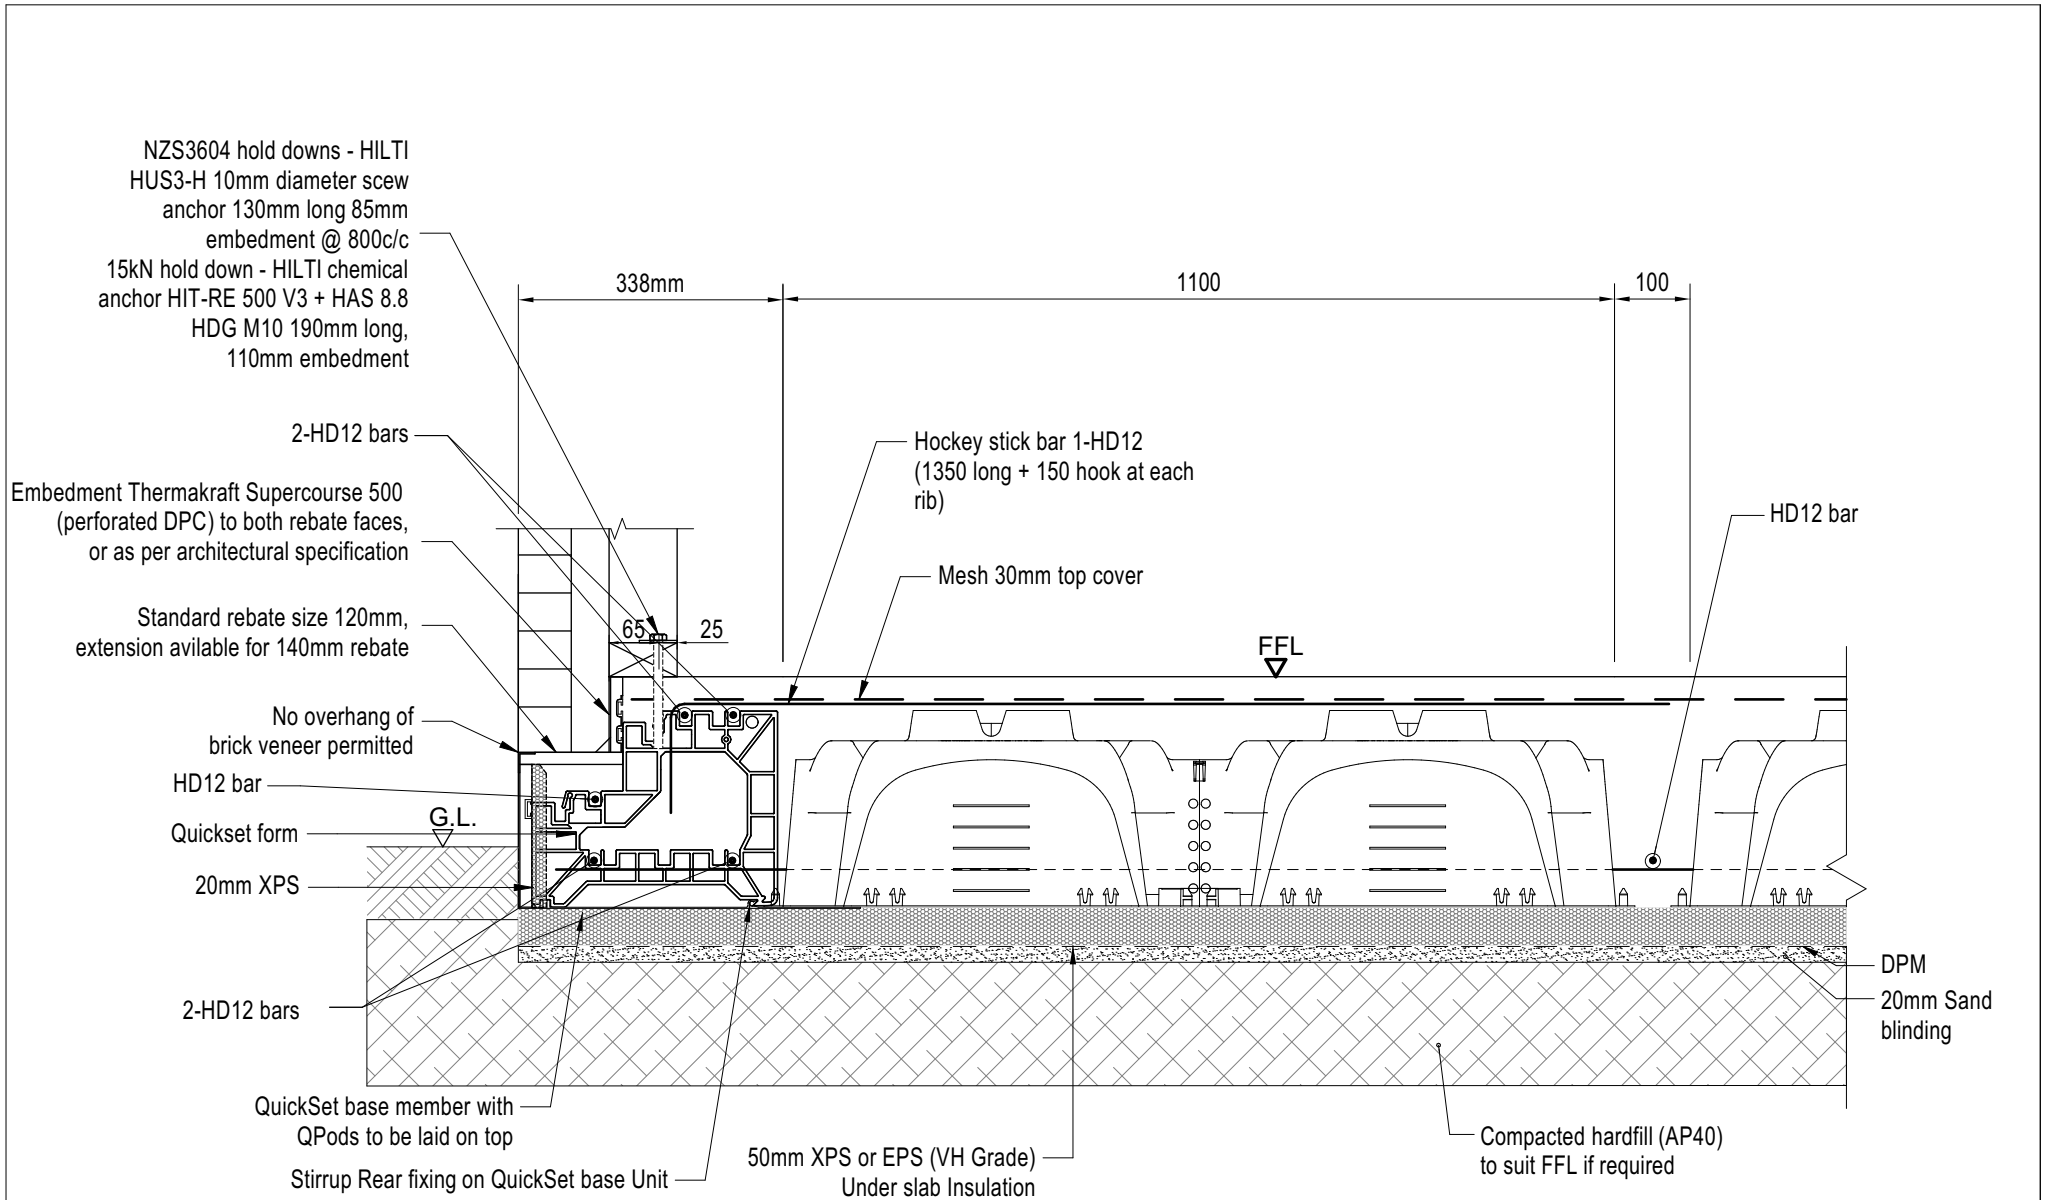 NZS3604 hold downs - HILTI
HUS3-H 10mm diameter scew
anchor 130mm long 85mm
embedment @ 800c/c
15kN hold down - HILTI chemical
anchor HIT-RE 500 V3 + HAS 8.8
HDG M10 190mm long,
110mm embedment
338mm
1100
100
2-HD12 bars
Embedment Thermakraft Supercourse 500
(perforated DPC) to both rebate faces,
or as per architectural specification
Standard rebate size 120mm,
extension avilable for 140mm rebate
No overhang of
brick veneer permitted
HD12 bar
G.L.
Quickset form
20mm XPS
2-HD12 bars
QuickSet base member with
QPods to be laid on top
Stirrup Rear fixing on QuickSet base Unit
Hockey stick bar 1-HD12
(1350 long + 150 hook at each
rib)
Mesh 30mm top cover
65
25
FFL
HD12 bar
DPM
20mm Sand
blinding
50mm XPS or EPS (VH Grade)
Under slab Insulation
Compacted hardfill (AP40)
to suit FFL if required